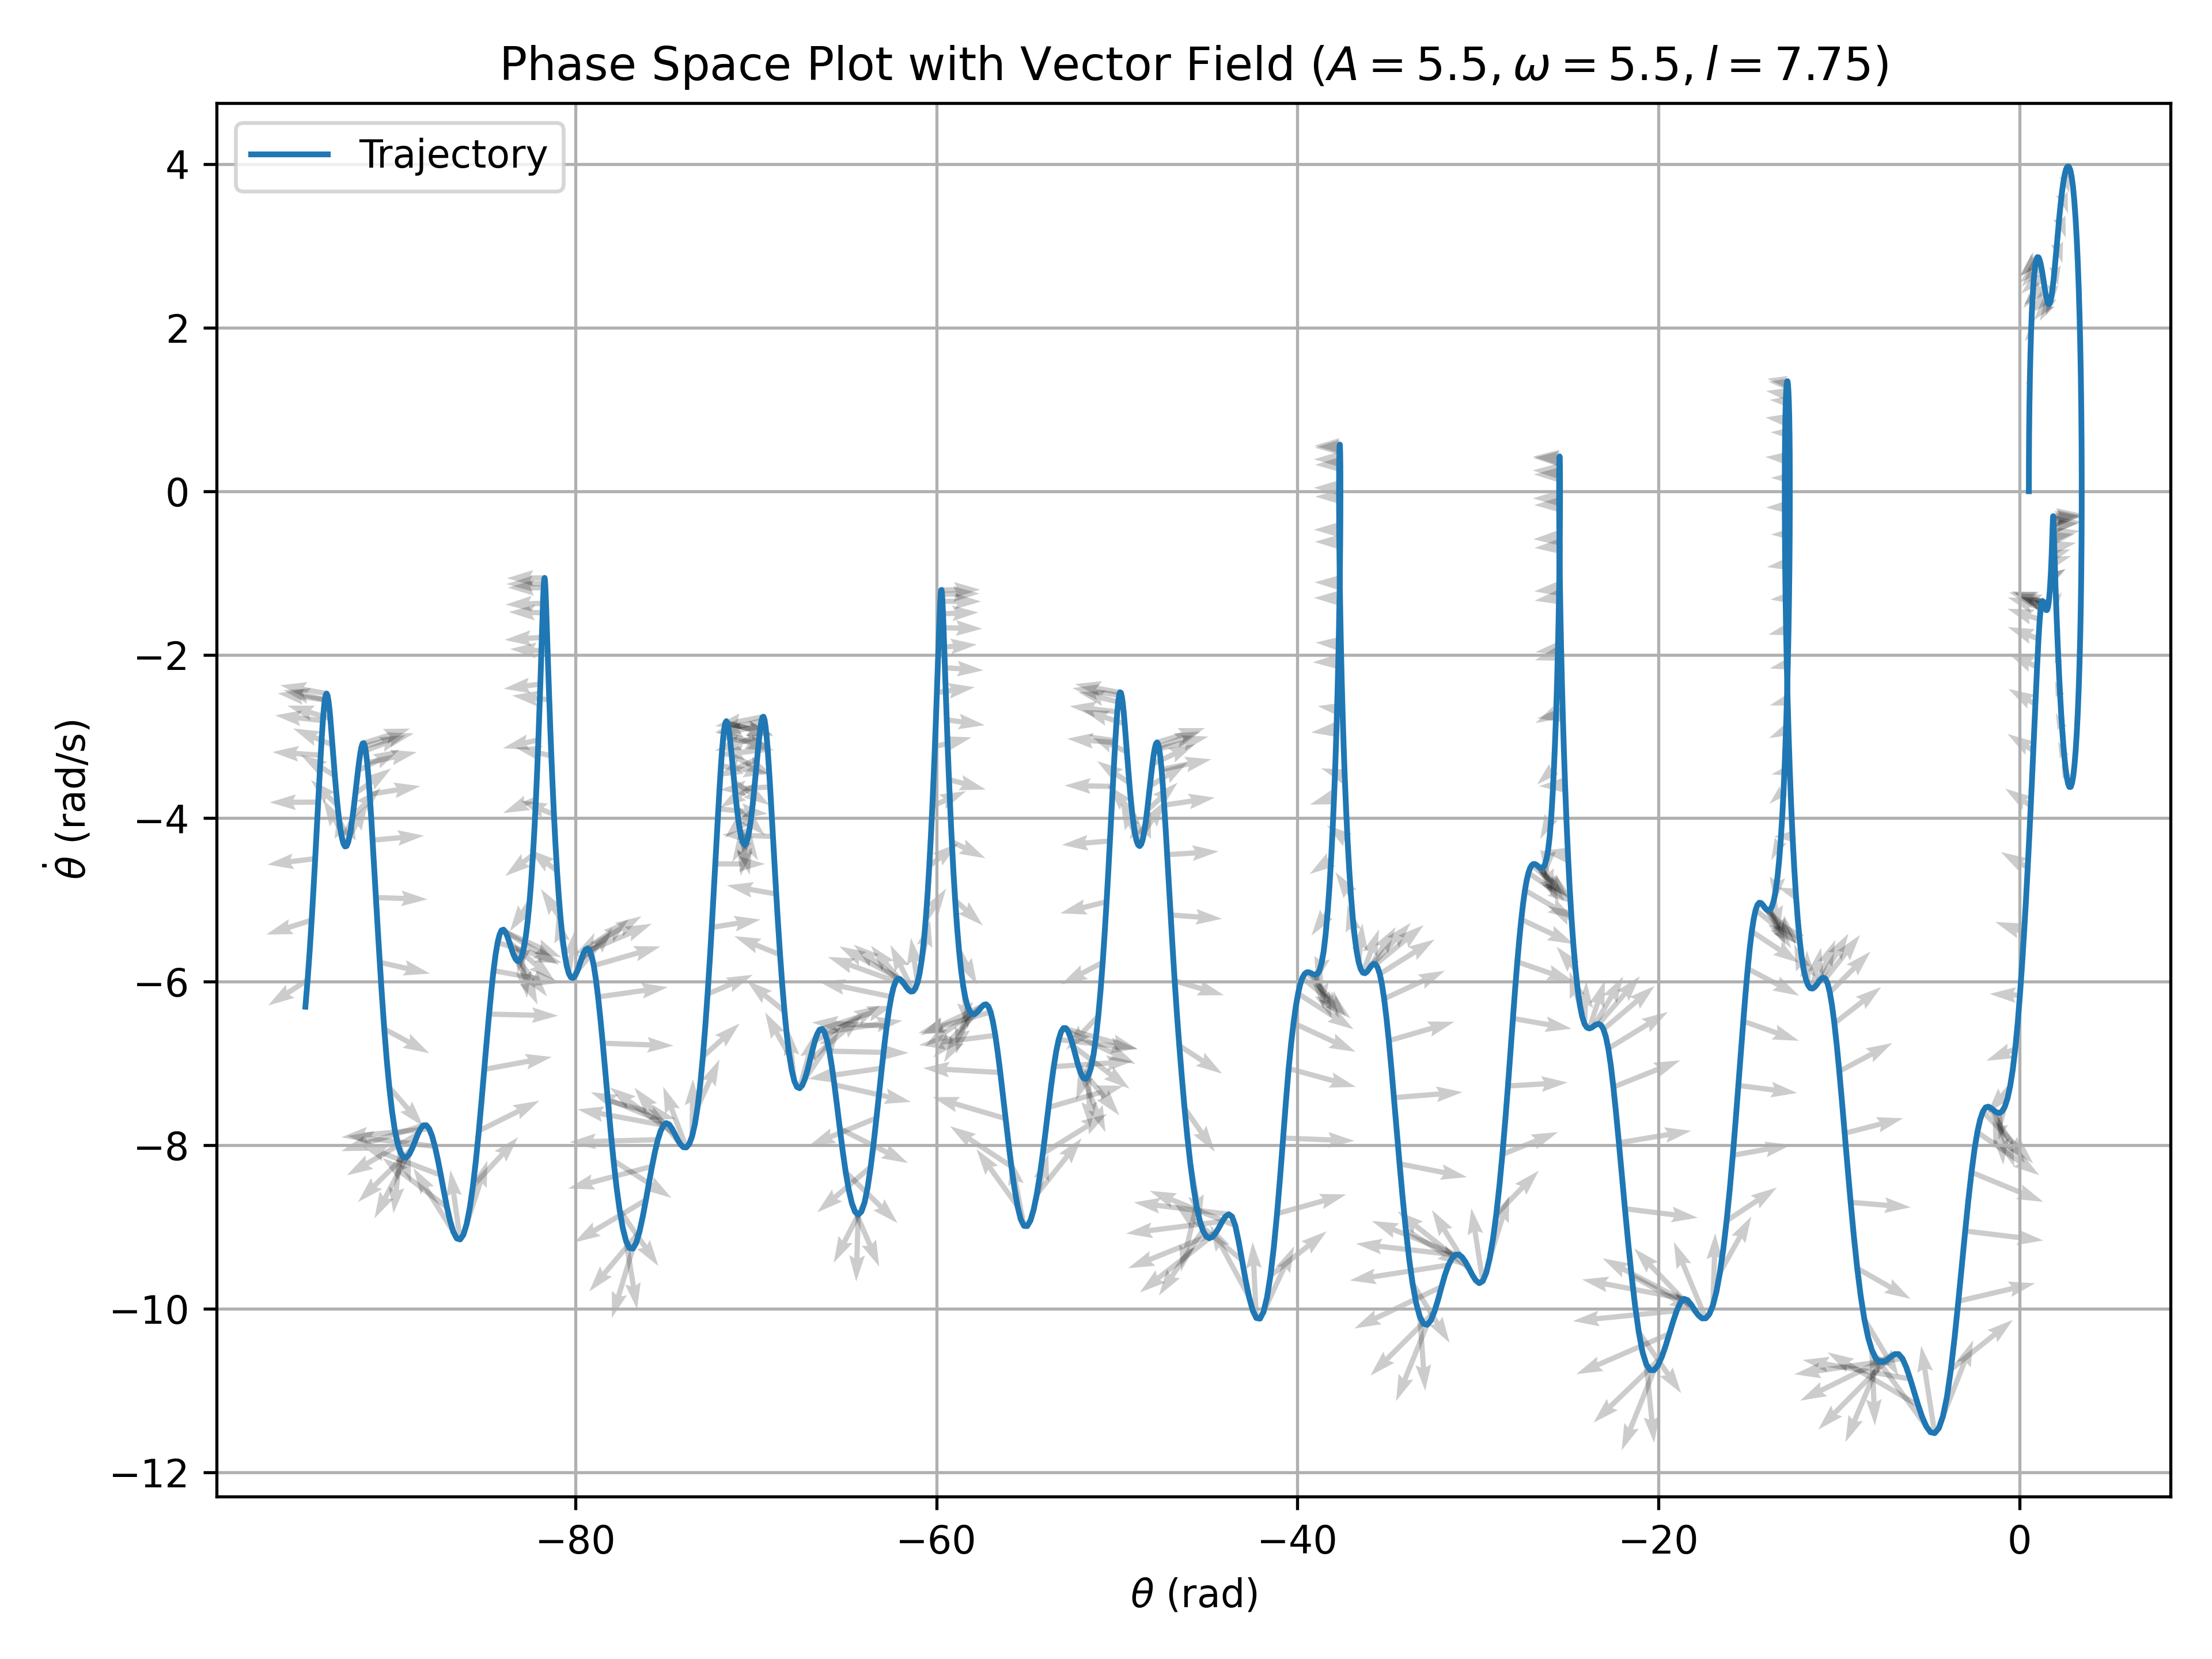 Phase Space Plot with Vector Field (A = 5.5, ω = 5.5, l = 7.75)
Trajectory
4
2
0
−2
−4
−6
−8
−10
−12
θ̇ (rad/s)
−80 −60 −40 −20 0
θ (rad)